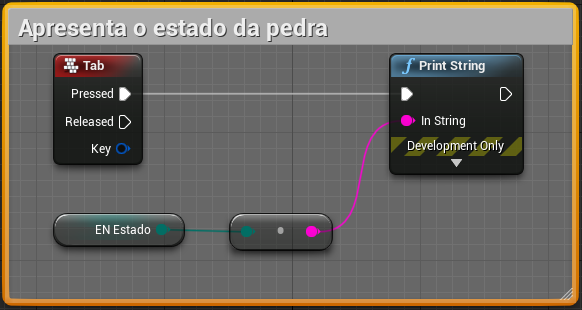 Apresenta o estado da pedra
Tab
Pressed
Released
Key
Print String
In String
Development Only
EN Estado